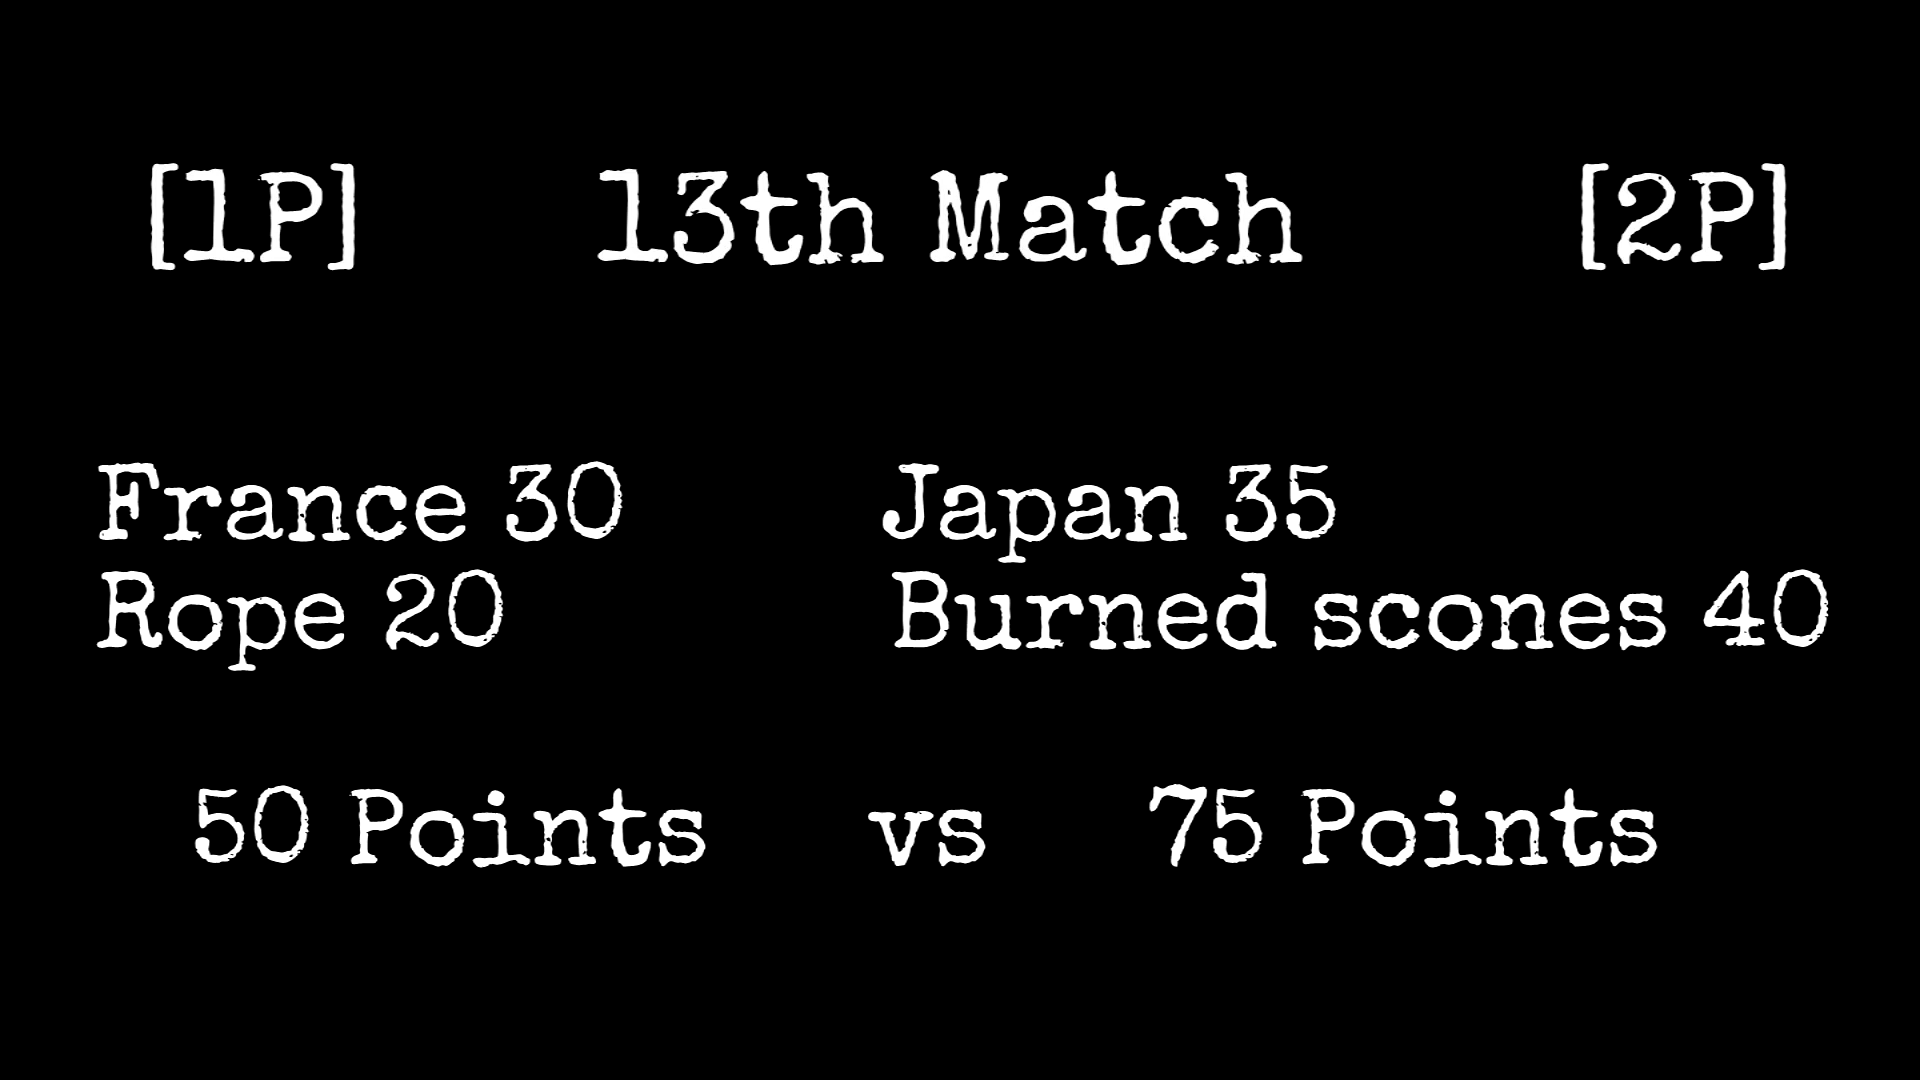 [1P] 13th Match [2P]
France 30 Japan 35
Rope 20 Burned scones 40
50 Points vs 75 Points